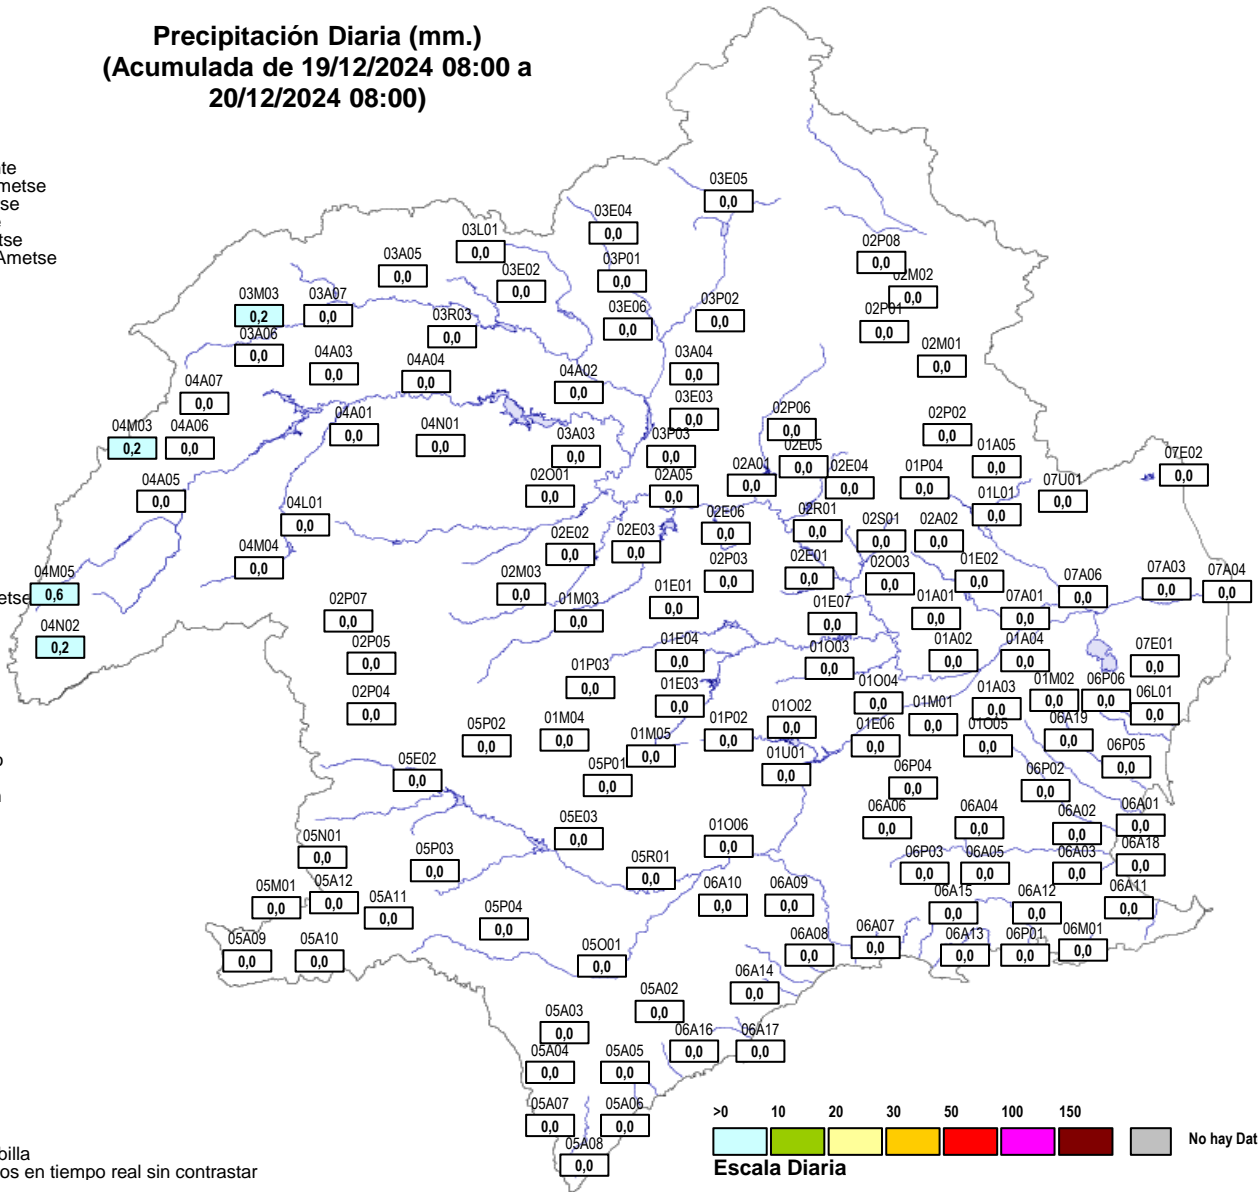 Precipitación Diaria (mm.)
(Acumulada de 19/12/2024 08:00 a
20/12/2024 08:00)
03E05
0,0
03E04
0,0
03L01
0,0
03A05
0,0
03E02
0,0
03P01
0,0
02P08
0,0
02M02
0,0
03M03
0,2
03A07
0,0
03R03
0,0
03E06
0,0
03P02
0,0
02P01
0,0
03A06
0,0
04A03
0,0
04A04
0,0
04A02
0,0
03A04
0,0
02M01
0,0
04A07
0,0
03E03
0,0
04M03
0,2
04A06
0,0
04A01
0,0
04N01
0,0
03A03
0,0
03P03
0,0
02P06
0,0
02P02
0,0
02E05
0,0
01A05
0,0
07E02
0,0
04A05
0,0
02O01
0,0
02A05
0,0
02A01
0,0
02E04
0,0
01P04
0,0
01L01
0,0
07U01
0,0
04L01
0,0
02E06
0,0
02R01
0,0
02S01
0,0
02A02
0,0
04M04
0,0
02E02
0,0
02E03
0,0
04M05
0,6
02M03
0,0
02P03
0,0
02E01
0,0
02O03
0,0
01E02
0,0
07A06
0,0
07A03
0,0
07A04
0,0
02P07
0,0
01M03
0,0
01E01
0,0
01E07
0,0
01A01
0,0
07A01
0,0
04N02
0,2
02P05
0,0
01E04
0,0
01O03
0,0
01A02
0,0
01A04
0,0
07E01
0,0
01P03
0,0
02P04
0,0
01E03
0,0
01O04
0,0
01A03
0,0
01M02
0,0
06P06
0,0
06L01
0,0
05P02
0,0
01M04
0,0
01M05
0,0
01P02
0,0
01O02
0,0
01E06
0,0
01M01
0,0
01O05
0,0
06A19
0,0
06P05
0,0
05E02
0,0
05P01
0,0
01U01
0,0
06P04
0,0
06P02
0,0
05E03
0,0
01O06
0,0
06A06
0,0
06A04
0,0
06A02
0,0
06A01
0,0
05N01
0,0
05P03
0,0
05R01
0,0
06P03
0,0
06A05
0,0
06A03
0,0
06A18
0,0
05M01
0,0
05A12
0,0
05A11
0,0
05P04
0,0
06A10
0,0
06A09
0,0
06A15
0,0
06A12
0,0
06A11
0,0
05A09
0,0
05A10
0,0
05O01
0,0
06A08
0,0
06A07
0,0
06A13
0,0
06P01
0,0
06M01
0,0
05A03
0,0
05A02
0,0
06A14
0,0
05A04
0,0
05A05
0,0
06A16
0,0
06A17
0,0
05A07
0,0
05A06
0,0
05A08
0,0
>0 10 20 30 50 100 150
No hay Dat
Escala Diaria
nte
metse
tse
Ametse
etse
billa
os en tiempo real sin contrastar